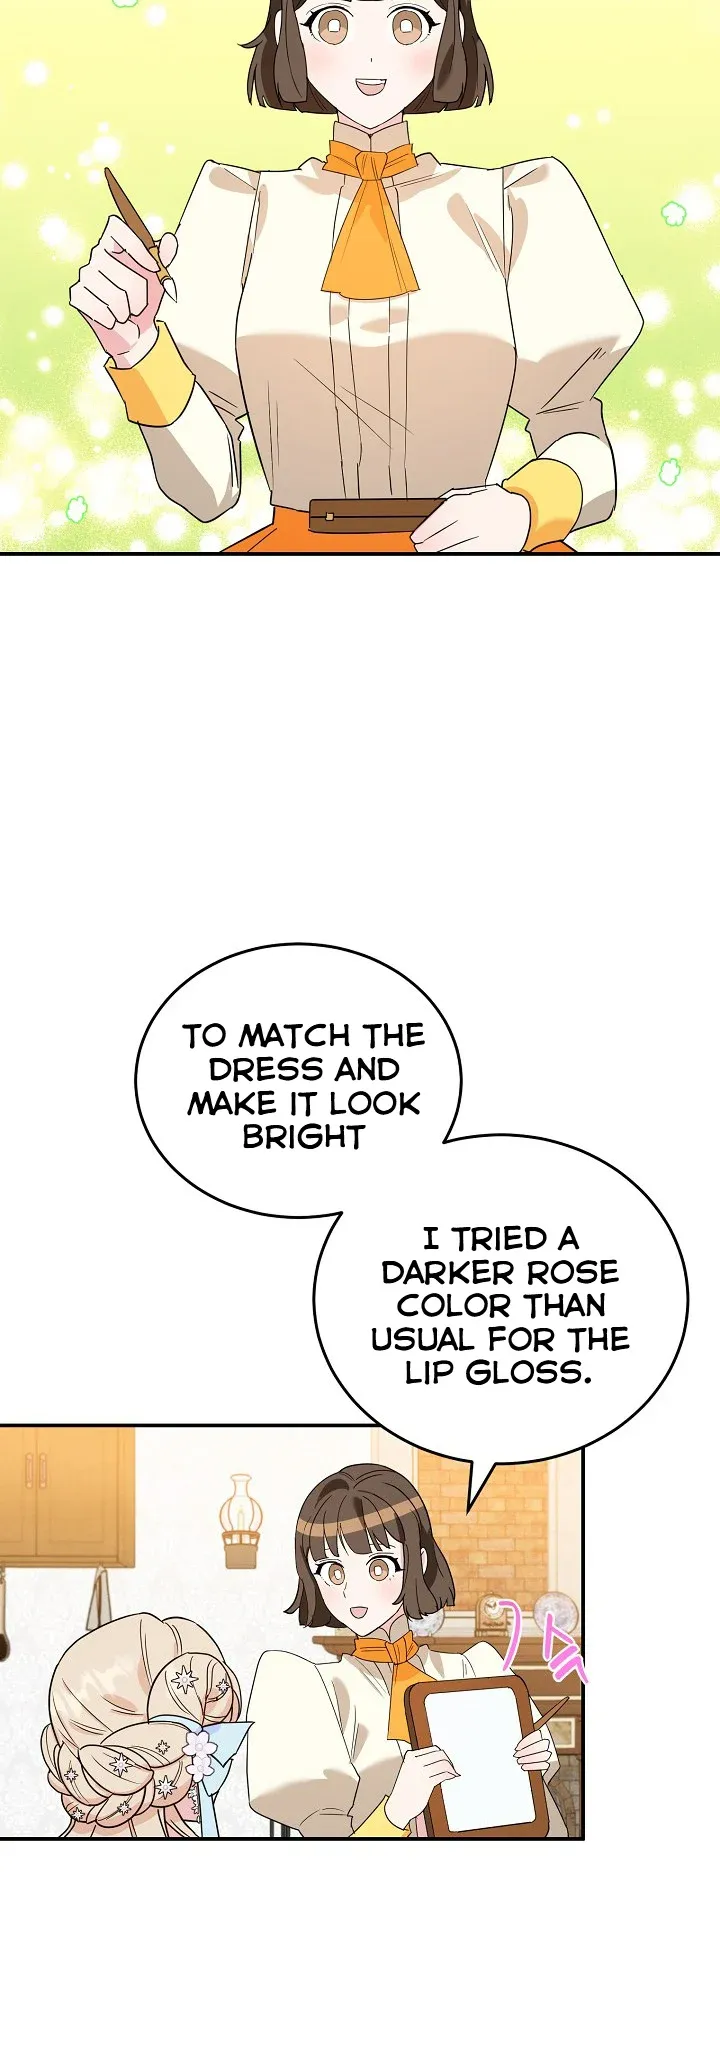 TO MATCH THE
DRESS AND
MAKE IT LOOK
BRIGHT
I TRIED A
DARKER ROSE
COLOR THAN
USUAL FOR THE
LIP GLOSS.